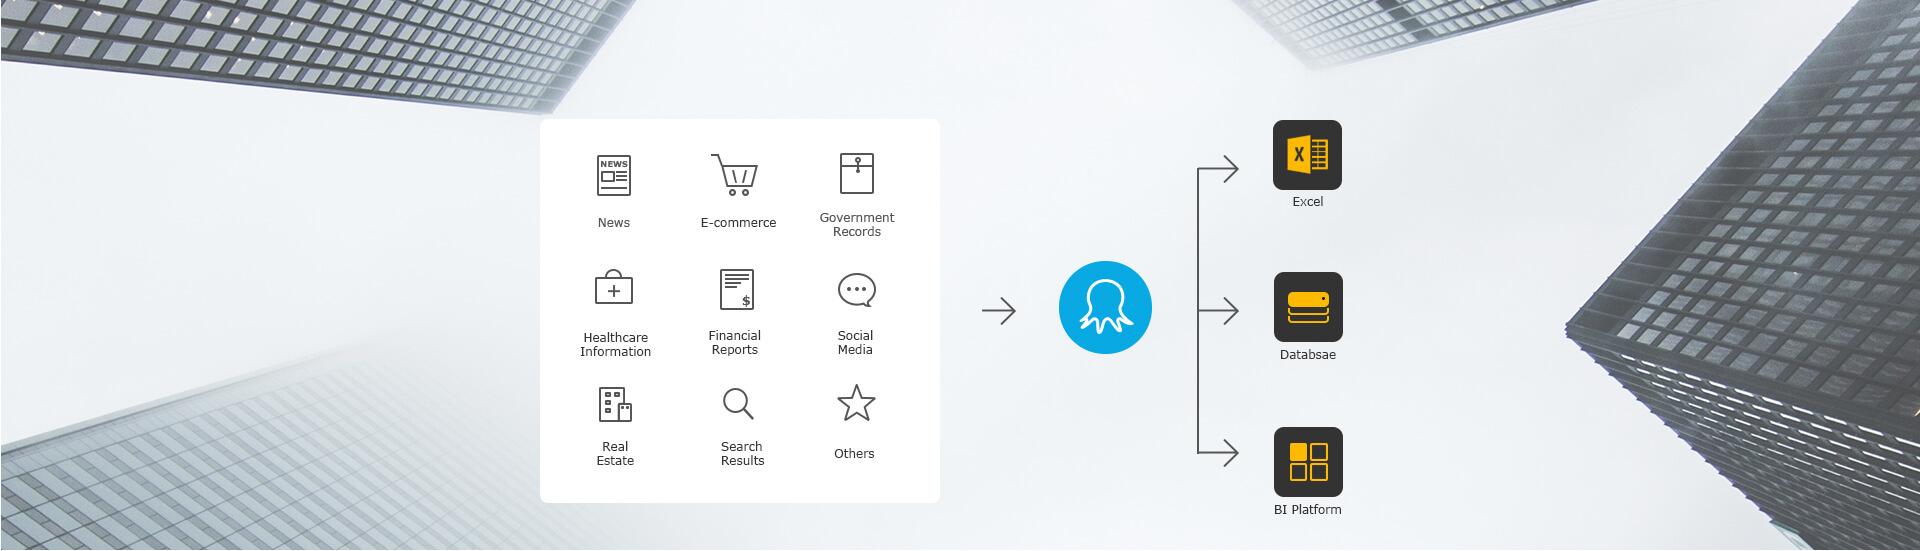 NEWS
News
E-commerce
Government
Records
Healthcare
Information
$
Financial
Reports
Social
Media
Real
Estate
Search
Results
Others
X
Excel
Databsae
BI Platform